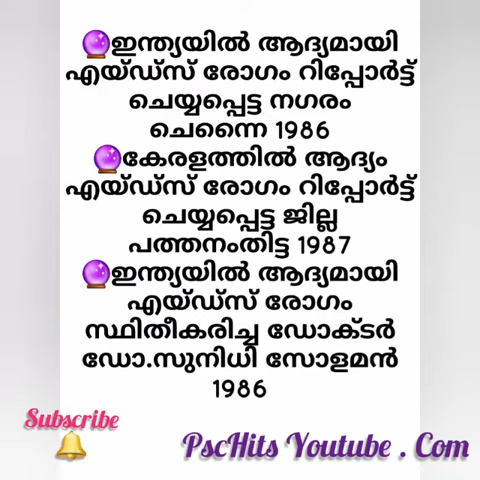 🔮ഇന്ത്യയിൽ ആദ്യമായി
എയ്ഡ്സ് രോഗം റിപ്പോർട്ട്
ചെയ്യപ്പെട്ട നഗരം
ചെന്നൈ 1986
🔮കേരളത്തിൽ ആദ്യം
എയ്ഡ്സ് രോഗം റിപ്പോർട്ട്
ചെയ്യപ്പെട്ട ജില്ല
പത്തനംതിട്ട 1987
🔮ഇന്ത്യയിൽ ആദ്യമായി
എയ്ഡ്സ് രോഗം
സ്ഥിതീകരിച്ച ഡോക്ടർ
ഡോ.സുനിധി സോളമൻ
1986
Subscribe
🔔
PscHits Youtube . Com